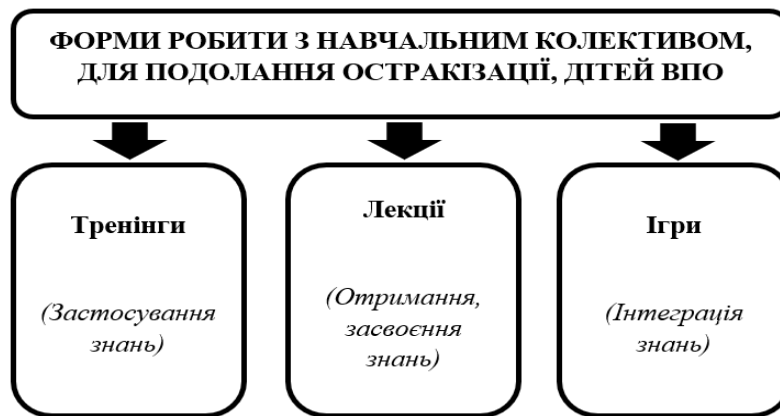 ФОРМИ РОБИТИ З НАВЧАЛЬНИМ КОЛЕКТИВОМ,
ДЛЯ ПОДОЛАННЯ ОСТРАКІЗАЦІЇ, ДІТЕЙ ВПО
Тренінги
(Застосування
знань)
Лекції
(Отримання,
засвоєння
знань)
Ігри
(Інтеграція
знань)